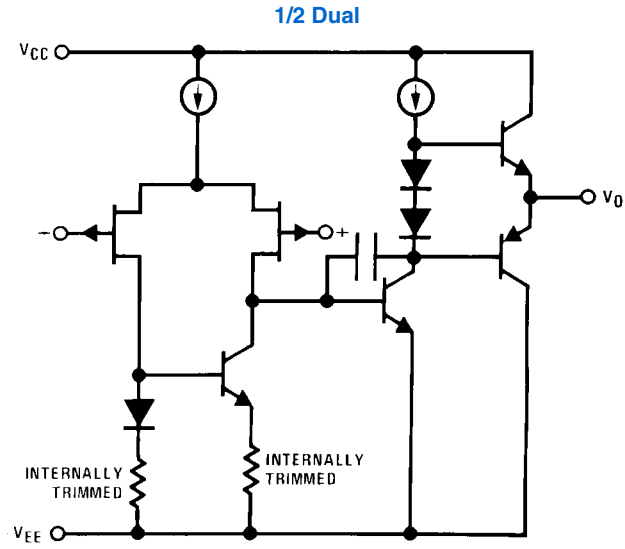 1/2 Dual
VCC
VO
-
+
INTERNALLY
TRIMMED
INTERNALLY
TRIMMED
VEE